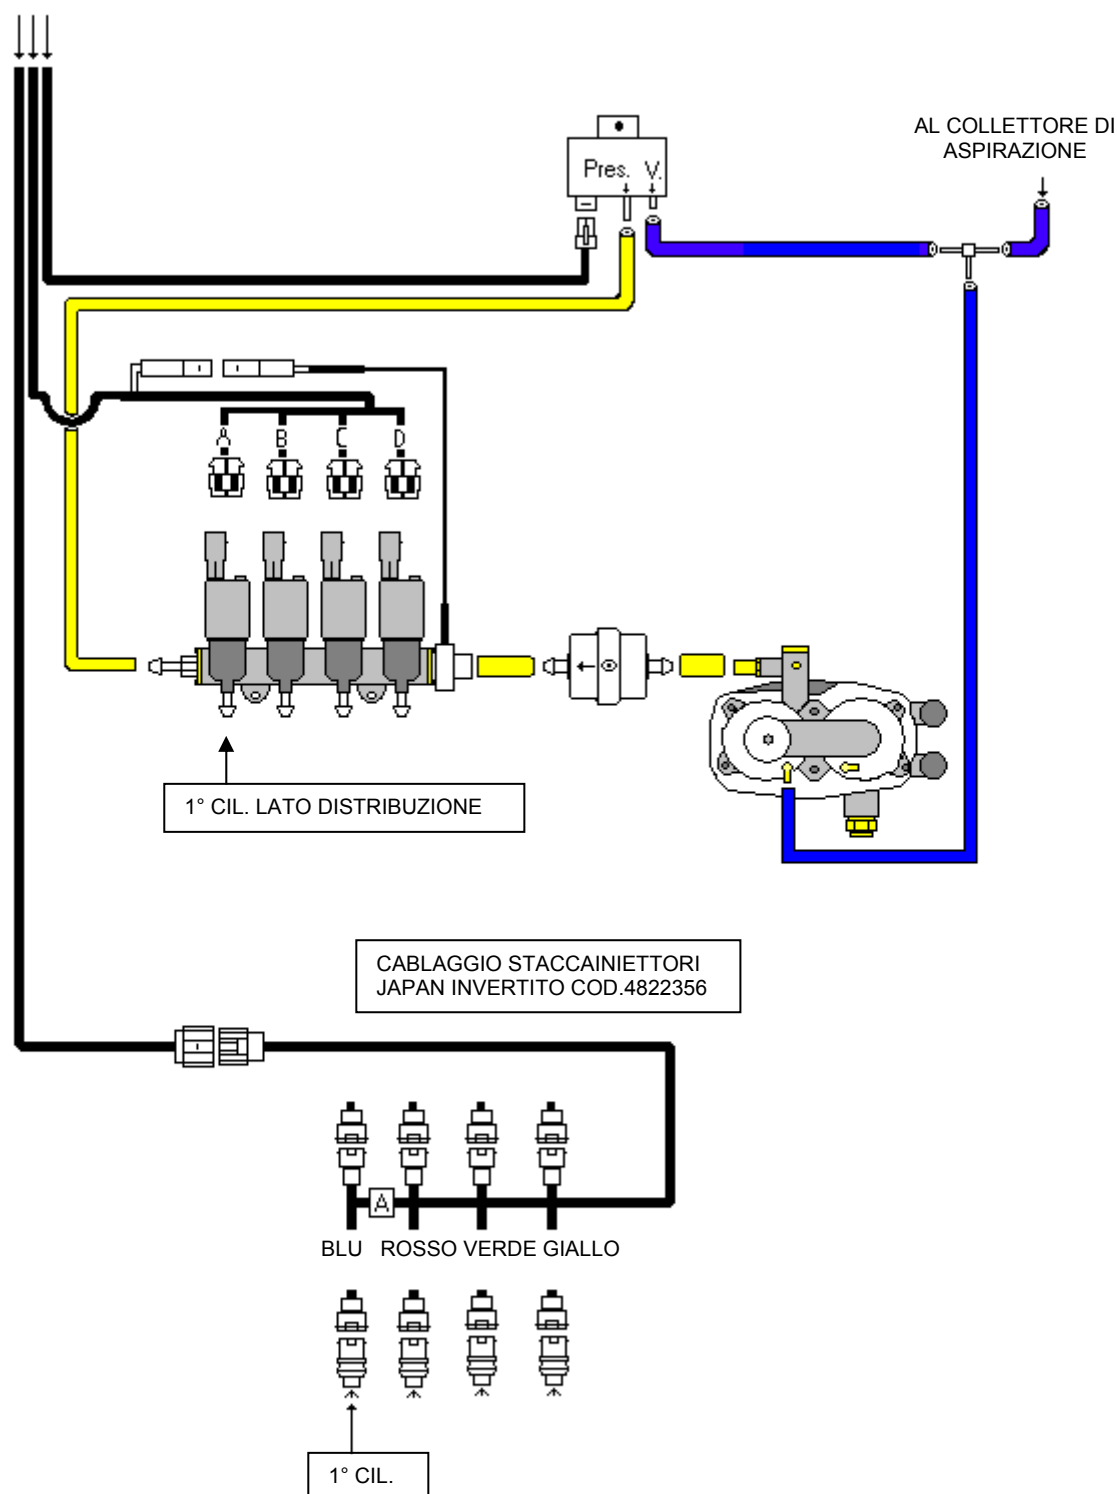 AL COLLETTORE DI
ASPIRAZIONE
Pres. V.
A B C D
1° CIL. LATO DISTRIBUZIONE
CABLAGGIO STACCAINIETTORI
JAPAN INVERTITO COD.4822356
A
BLU ROSSO VERDE GIALLO
1° CIL.